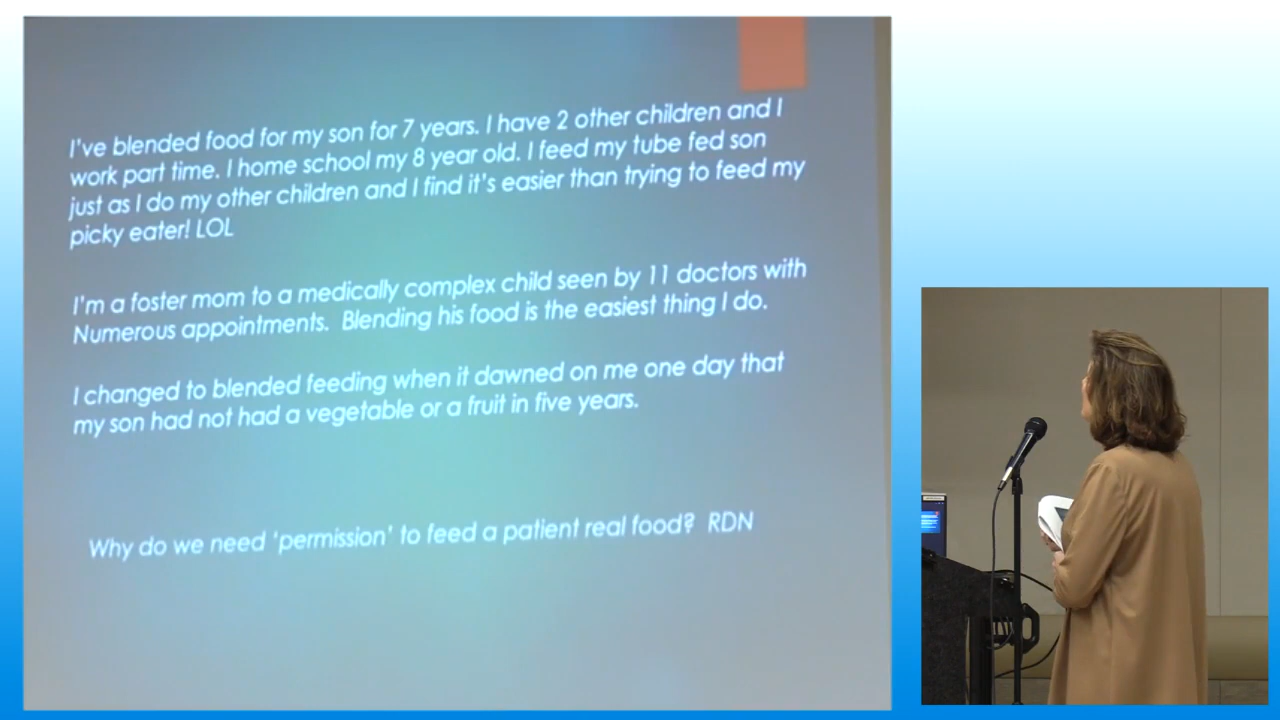 I've blended food for my son for 7 years. I have 2 other children and I
work part time. I home school my 8 year old. I feed my tube fed son
just as I do my other children and I find it's easier than trying to feed my
picky eater! LOL
I'm a foster mom to a medically complex child seen by 11 doctors with
Numerous appointments. Blending his food is the easiest thing I do.
I changed to blended feeding when it dawned on me one day that
my son had not had a vegetable or a fruit in five years.
Why do we need 'permission' to feed a patient real food? RDN